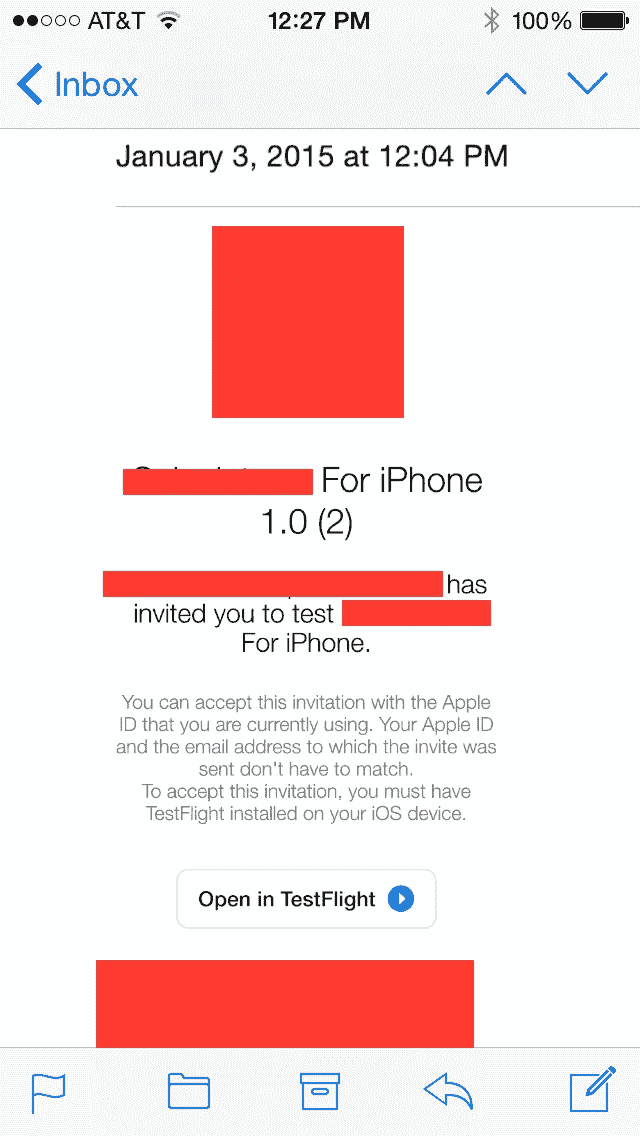 AT&T 12:27 PM 100%
Inbox
January 3, 2015 at 12:04 PM
For iPhone
1.0 (2)
has
invited you to test
For iPhone.
You can accept this invitation with the Apple
ID that you are currently using. Your Apple ID
and the email address to which the invite was
sent don't have to match.
To accept this invitation, you must have
TestFlight installed on your iOS device.
Open in TestFlight